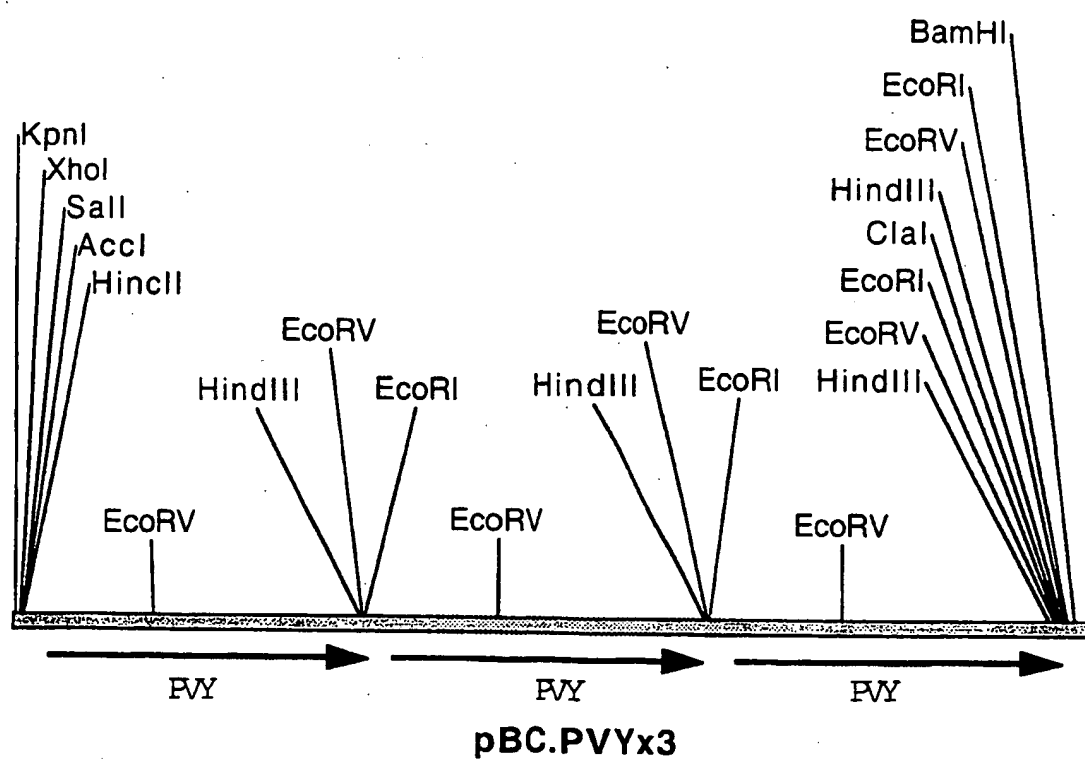 BamHI
EcoRI
EcoRV
HindIII
ClaI
EcoRI
EcoRV
HindIII
KpnI
XhoI
SalI
AccI
HincII
EcoRV
HindIII
EcoRI
EcoRV
HindIII
EcoRI
EcoRV
EcoRV
EcoRV
PVY
PVY
PVY
pBC.PVYx3